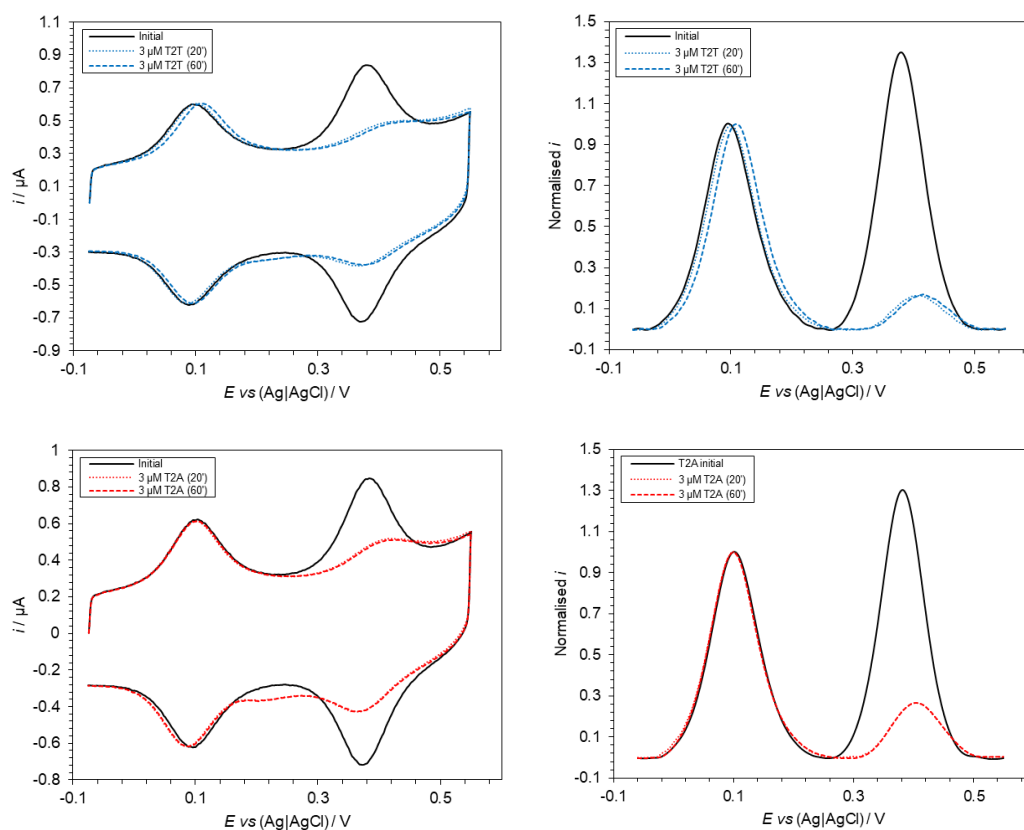 1.1
0.9
0.7
0.5
0.3
0.1
-0.1
-0.3
-0.5
-0.7
-0.9
i / µA
Initial
3 µM T2T (20')
3 µM T2T (60')
-0.1
0.1
0.3
0.5
E vs (Ag|AgCl) / V
1.5
1.3
1.1
0.9
0.7
0.5
0.3
0.1
-0.1
Normalised i
Initial
3 µM T2T (20')
3 µM T2T (60')
-0.1
0.1
0.3
0.5
E vs (Ag|AgCl) / V
1
0.8
0.6
0.4
0.2
0
-0.2
-0.4
-0.6
-0.8
i / µA
Initial
3 µM T2A (20')
3 µM T2A (60')
-0.1
0.1
0.3
0.5
E vs (Ag|AgCl) / V
1.5
1.3
1.1
0.9
0.7
0.5
0.3
0.1
-0.1
Normalised i
T2A initial
3 µM T2A (20')
3 µM T2A (60')
-0.1
0.1
0.3
0.5
E vs (Ag|AgCl) / V